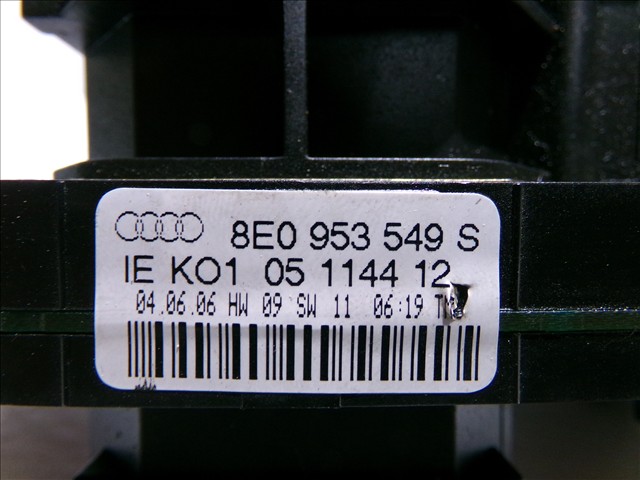 8E0 953 549 S
IE KO1 05 1144 12
04.06.06 HW 09 SW 11 06:19